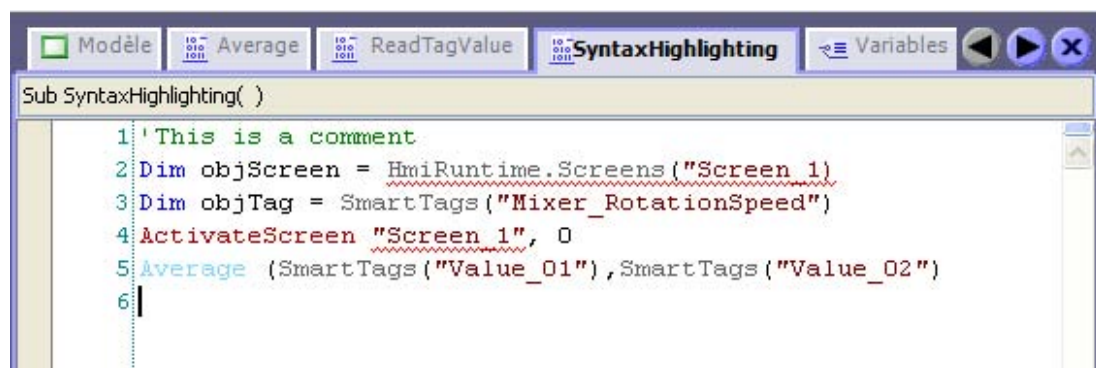 Modèle Average ReadTagValue SyntaxHighlighting Variables
Sub SyntaxHighlighting( )
1 'This is a comment
2 Dim objScreen = HmiRuntime.Screens("Screen_1)
3 Dim objTag = SmartTags("Mixer_RotationSpeed")
4 ActivateScreen "Screen_1", 0
5 Average (SmartTags("Value_01"),SmartTags("Value_02")
6